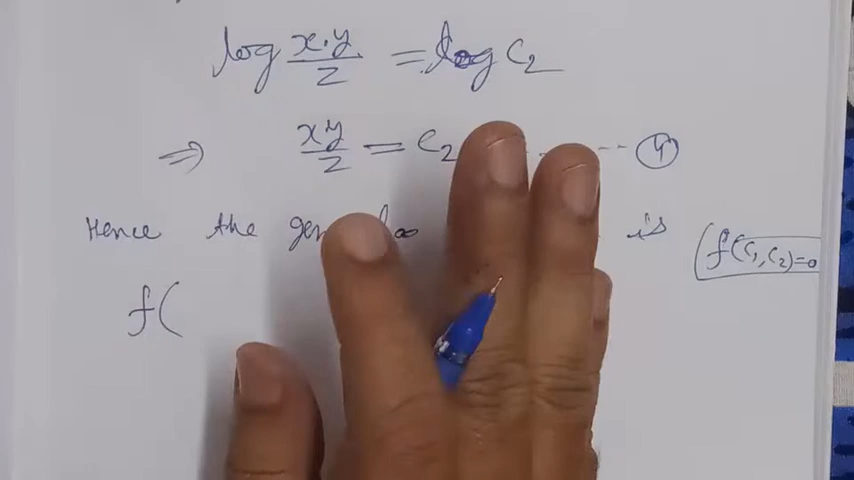 log x.y/z = log c₂
⇒ xy/z = c₂ --- ④
Hence the is
f(c₁,c₂)=0
f(